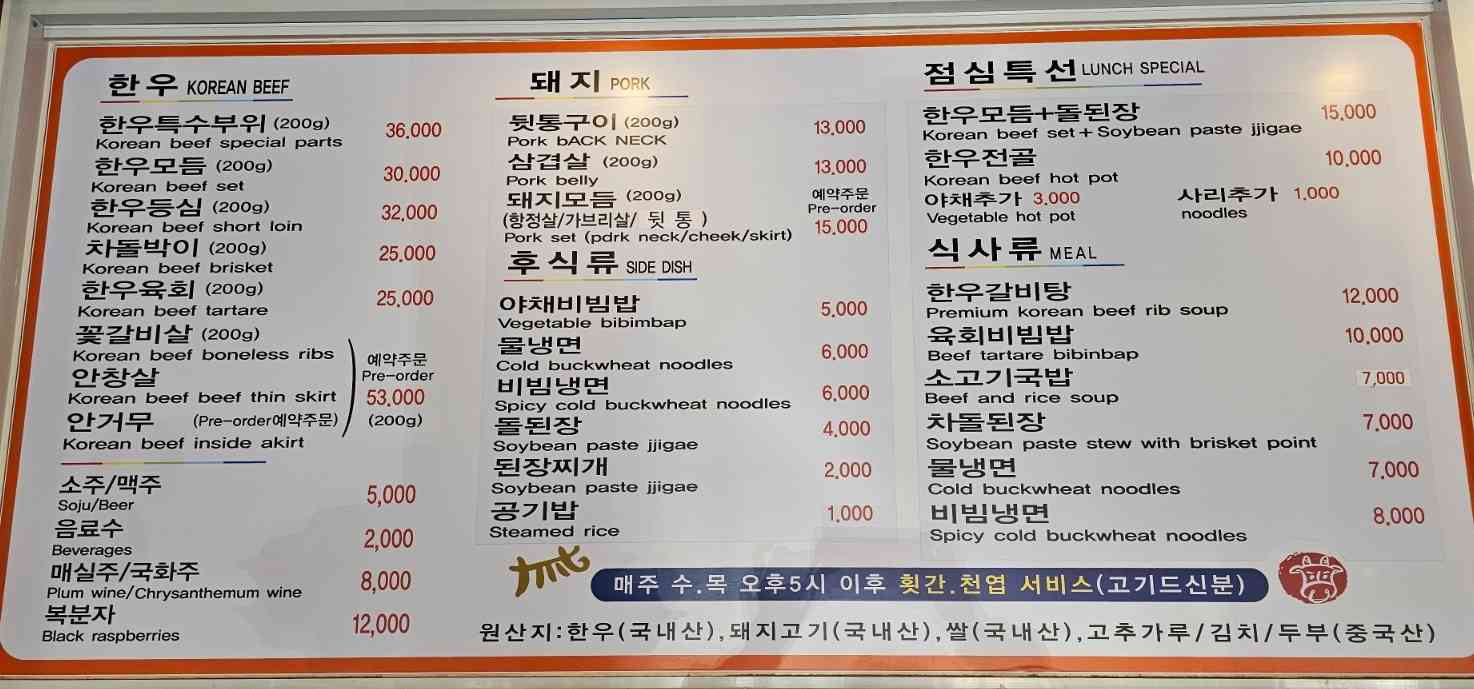 한우 KOREAN BEEF
한우특수부위 (200g) 36,000
Korean beef special parts
한우모듬 (200g) 30,000
Korean beef set
한우등심 (200g) 32,000
Korean beef short loin
차돌박이 (200g) 25,000
Korean beef brisket
한우육회 (200g) 25,000
Korean beef tartare
꽃갈비살 (200g)
Korean beef boneless ribs
안창살
Korean beef beef thin skirt
안거무 (Pre-order예약주문)
Korean beef inside akirt
예약주문
Pre-order
53,000
(200g)
소주/맥주 5,000
Soju/Beer
음료수 2,000
Beverages
매실주/국화주 8,000
Plum wine/Chrysanthemum wine
복분자 12,000
Black raspberries
돼지 PORK
뒷통구이 (200g) 13,000
Pork bACK NECK
삼겹살 (200g) 13,000
Pork belly
돼지모듬 (200g) 예약주문
Pre-order
(항정살/가브리살/ 뒷 통 ) 15,000
Pork set (pdrk neck/cheek/skirt)
후식류 SIDE DISH
야채비빔밥 5,000
Vegetable bibimbap
물냉면 6,000
Cold buckwheat noodles
비빔냉면 6,000
Spicy cold buckwheat noodles
돌된장 4,000
Soybean paste jjigae
된장찌개 2,000
Soybean paste jjigae
공기밥 1,000
Steamed rice
점심특선 LUNCH SPECIAL
한우모듬+돌된장 15,000
Korean beef set+Soybean paste jjigae
한우전골 10,000
Korean beef hot pot
야채추가 3,000 사리추가 1,000
Vegetable hot pot noodles
식사류 MEAL
한우갈비탕 12,000
Premium korean beef rib soup
육회비빔밥 10,000
Beef tartare bibinbap
소고기국밥 7,000
Beef and rice soup
차돌된장 7,000
Soybean paste stew with brisket point
물냉면 7,000
Cold buckwheat noodles
비빔냉면 8,000
Spicy cold buckwheat noodles
매주 수.목 오후5시 이후 횟간.천엽 서비스(고기드신분)
원산지:한우(국내산),돼지고기(국내산),쌀(국내산),고추가루/김치/두부(중국산)